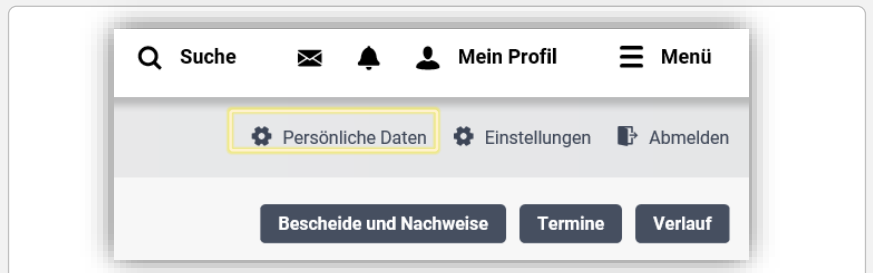 Suche Mein Profil Menü
Persönliche Daten Einstellungen Abmelden
Bescheide und Nachweise Termine Verlauf